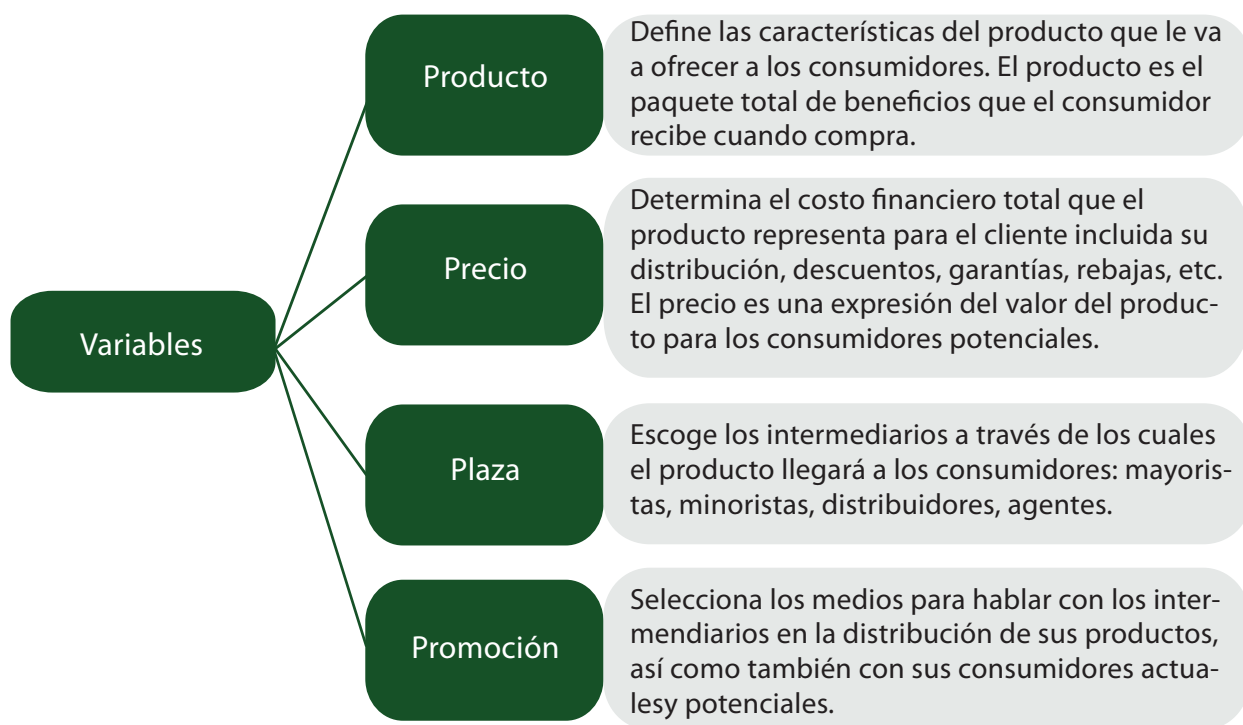 Variables
Producto
Define las características del producto que le va
a ofrecer a los consumidores. El producto es el
paquete total de beneficios que el consumidor
recibe cuando compra.
Precio
Determina el costo financiero total que el
producto representa para el cliente incluida su
distribución, descuentos, garantías, rebajas, etc.
El precio es una expresión del valor del produc-
to para los consumidores potenciales.
Plaza
Escoge los intermediarios a través de los cuales
el producto llegará a los consumidores: mayoris-
tas, minoristas, distribuidores, agentes.
Promoción
Selecciona los medios para hablar con los inter-
mendiarios en la distribución de sus productos,
así como también con sus consumidores actua-
lesy potenciales.